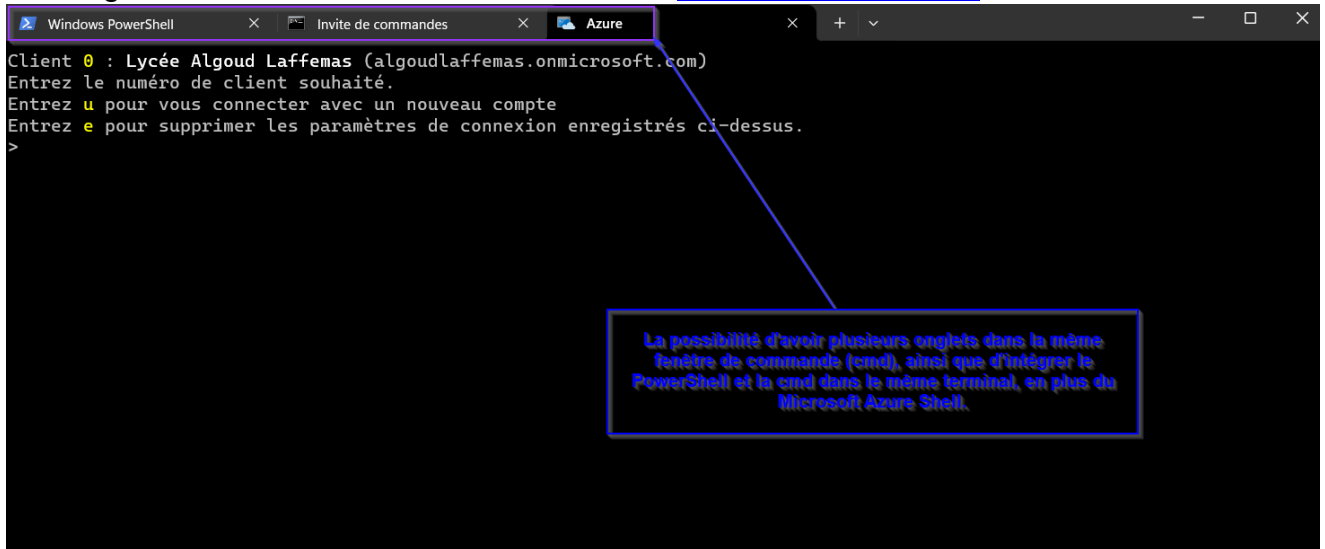 Windows PowerShell
Invite de commandes
Azure
Client 0 : Lycée Algoud Laffemas (algoudlaffemas.onmicrosoft.com)
Entrez le numéro de client souhaité.
Entrez u pour vous connecter avec un nouveau compte
Entrez e pour supprimer les paramètres de connexion enregistrés ci-dessus.
>
La possibilité d'avoir plusieurs onglets dans la même
fenêtre de commande (cmd), ainsi que d'intégrer le
PowerShell et la cmd dans le même terminal, en plus du
Microsoft Azure Shell.